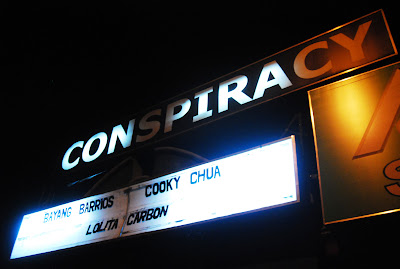 CONSPIRACY
BAYANG BARRIOS COOKY CHUA
LOLITA CARBON